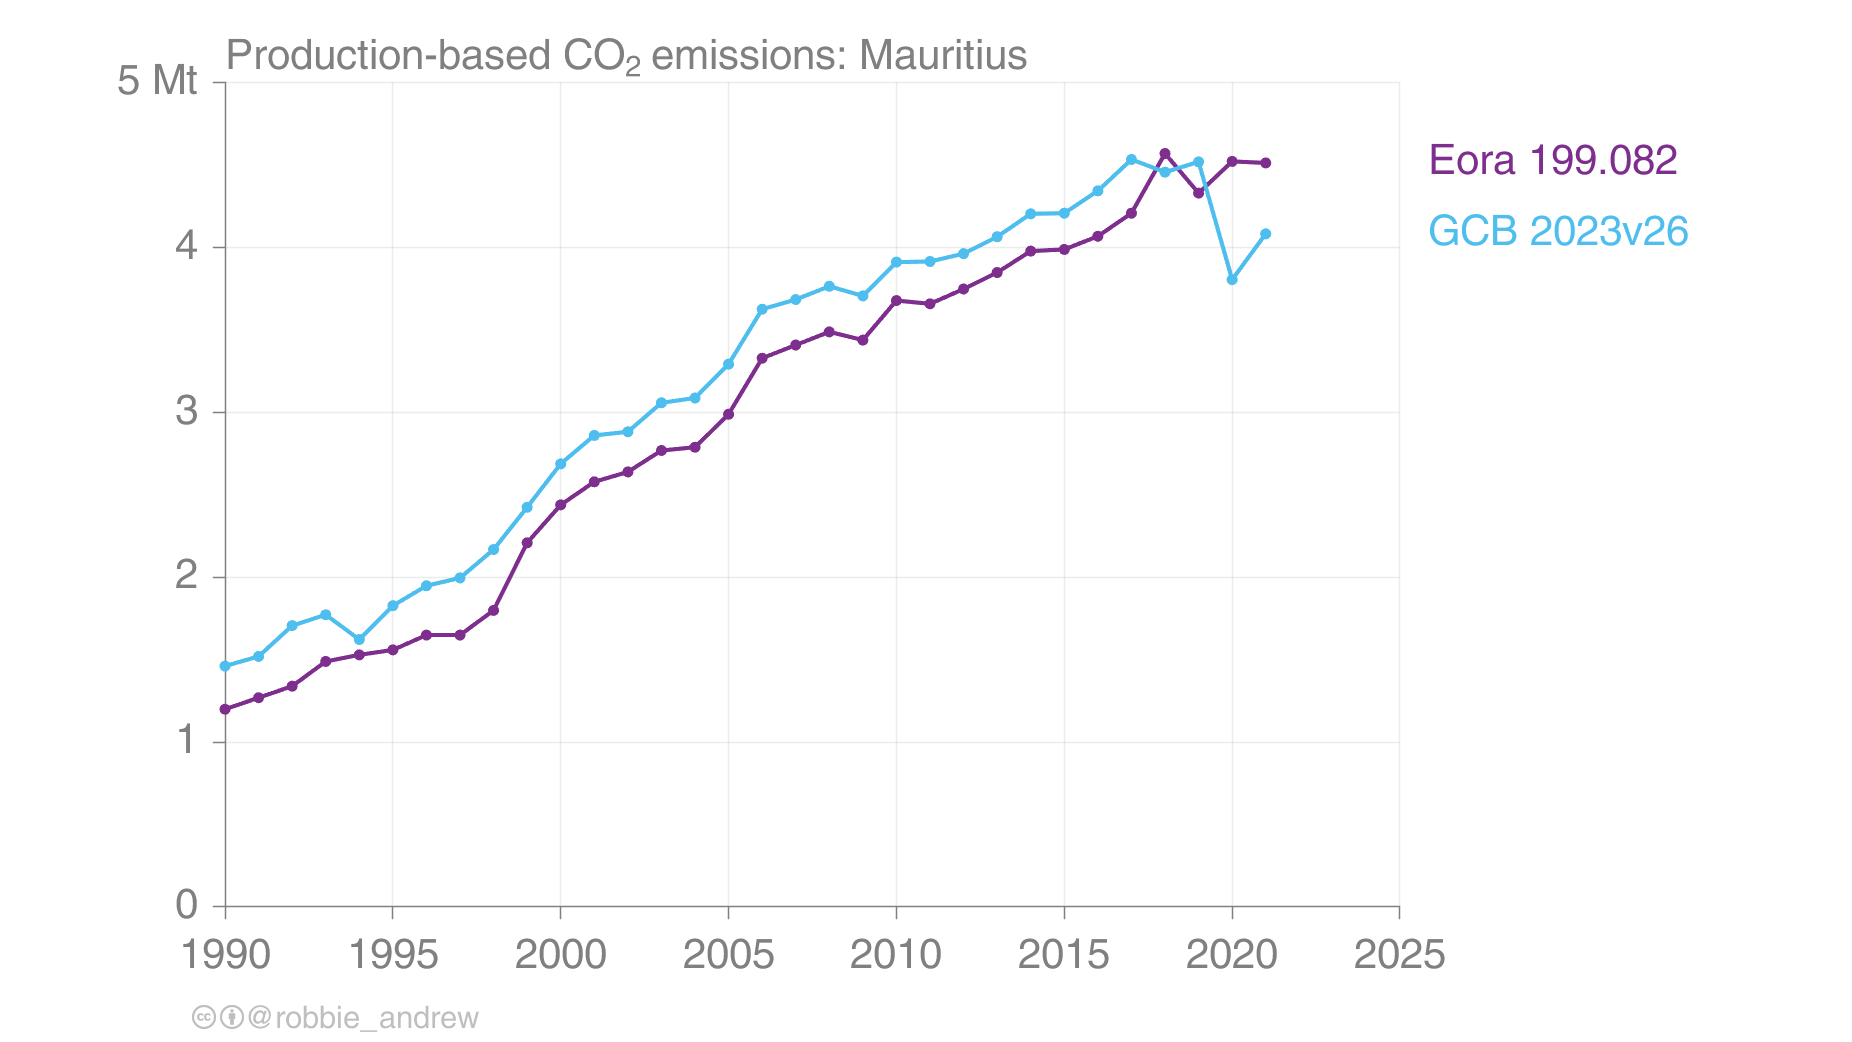 Production-based CO₂ emissions: Mauritius
5 Mt
4
3
2
1
0
1990 1995 2000 2005 2010 2015 2020 2025
Eora 199.082
GCB 2023v26
@robbie_andrew